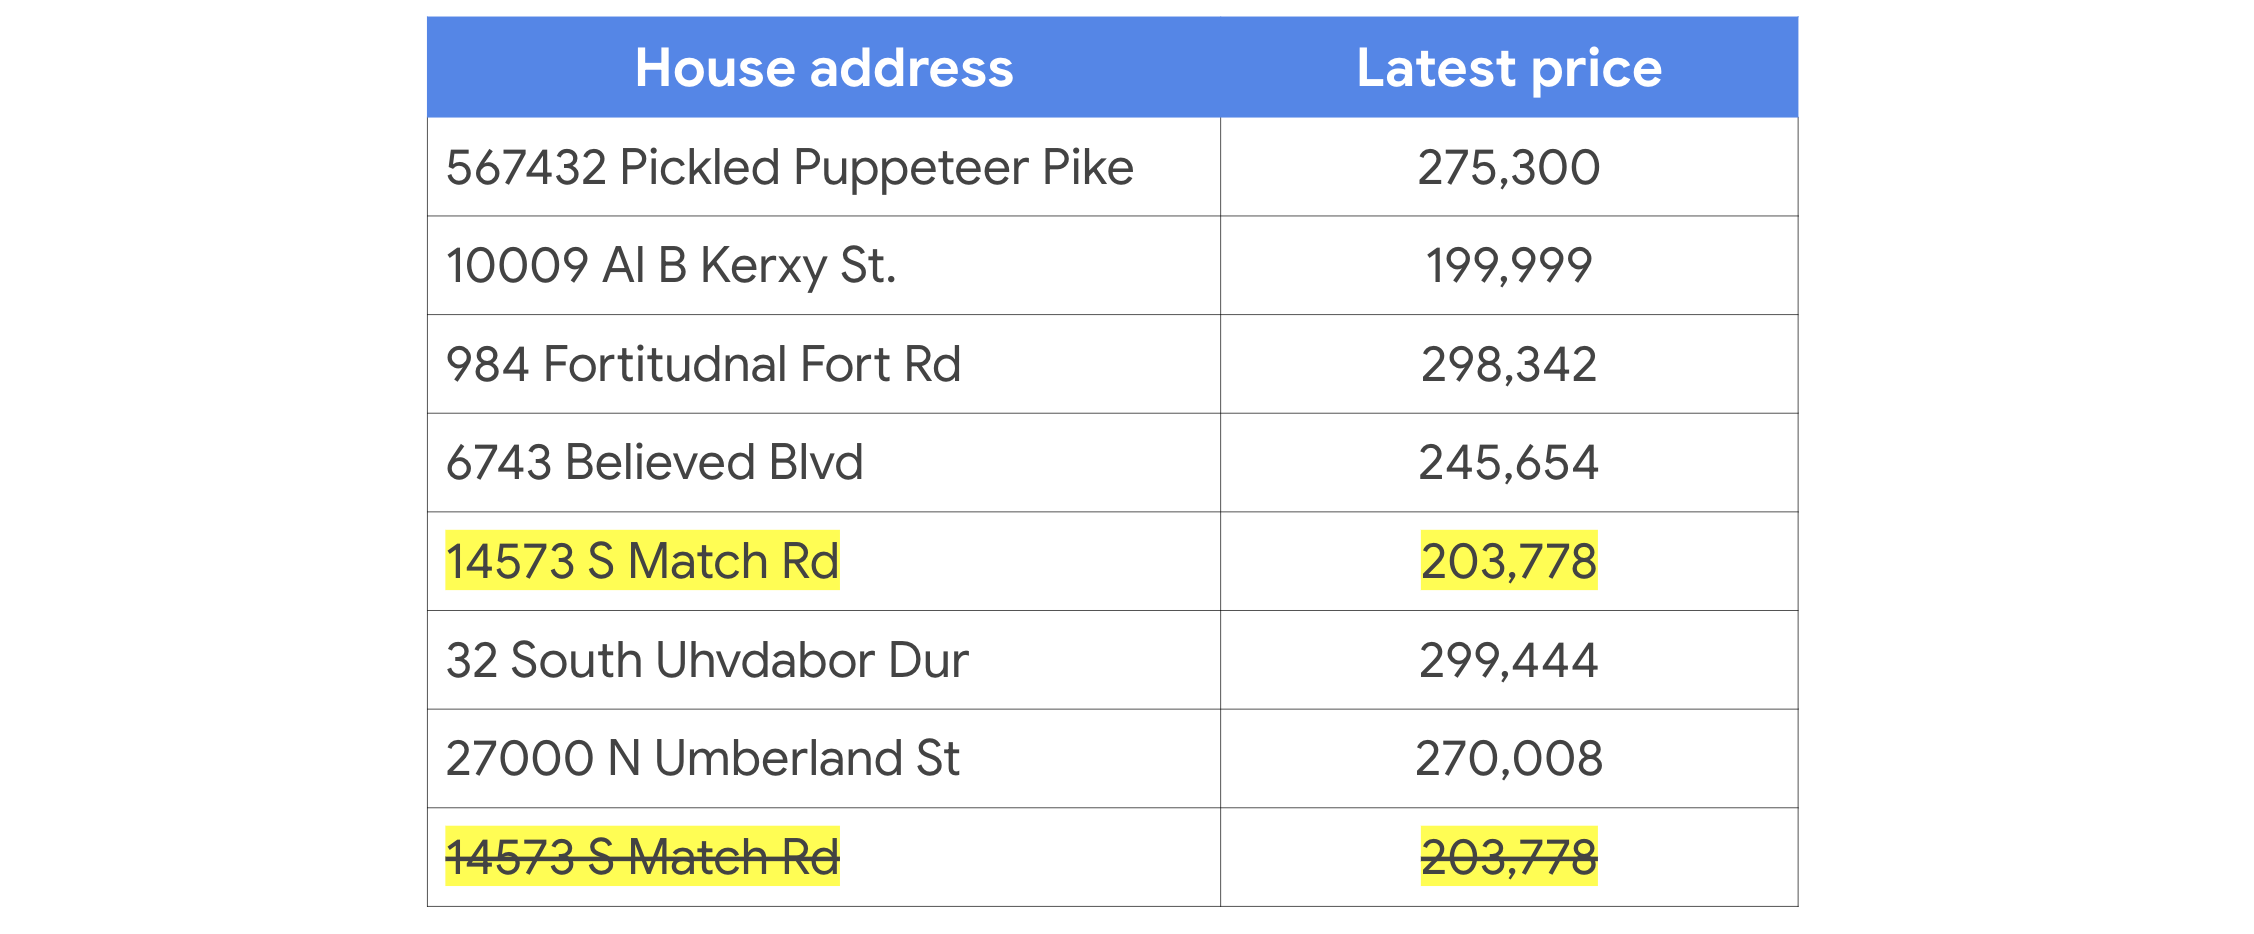 House address Latest price
567432 Pickled Puppeteer Pike 275,300
10009 Al B Kerxy St. 199,999
984 Fortitudnal Fort Rd 298,342
6743 Believed Blvd 245,654
14573 S Match Rd 203,778
32 South Uhvdabor Dur 299,444
27000 N Umberland St 270,008
14573 S Match Rd 203,778